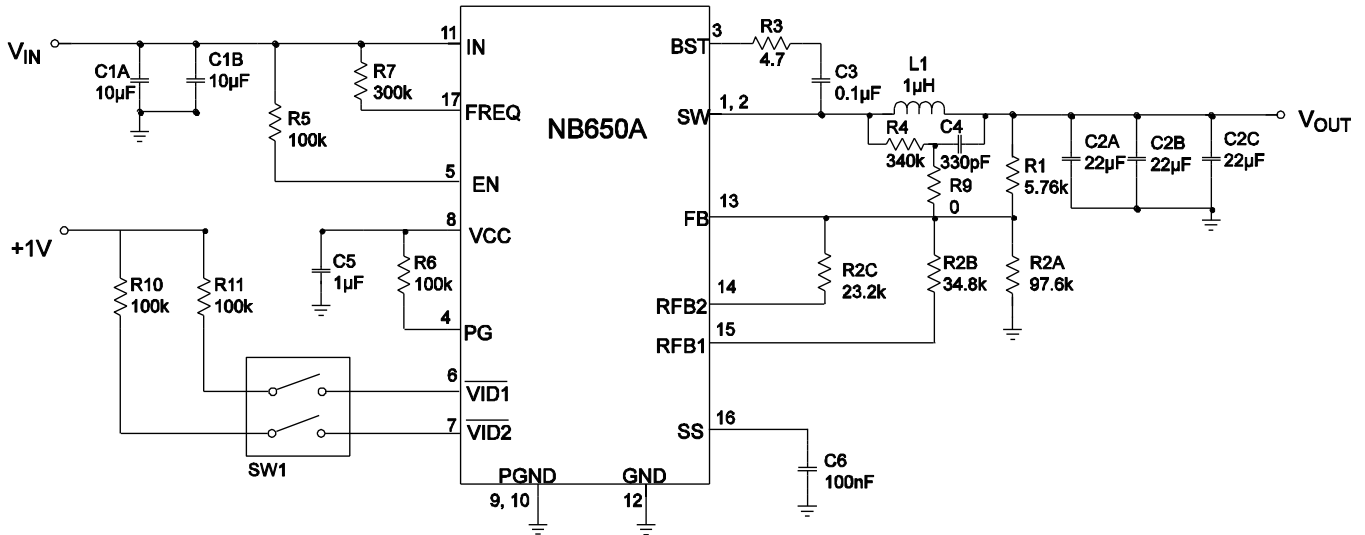 V_IN
C1A
10µF
C1B
10µF
R5
100k
R7
300k
11
IN
17
FREQ
5
EN
8
VCC
+1V
R10
100k
R11
100k
C5
1µF
R6
100k
4
PG
6
VID1
7
VID2
SW1
NB650A
PGND
9, 10
GND
12
3
BST
R3
4.7
C3
0.1µF
1, 2
SW
L1
1µH
R4
340k
C4
330pF
R9
0
R1
5.76k
C2A
22µF
C2B
22µF
C2C
22µF
V_OUT
13
FB
R2C
23.2k
R2B
34.8k
R2A
97.6k
14
RFB2
15
RFB1
16
SS
C6
100nF